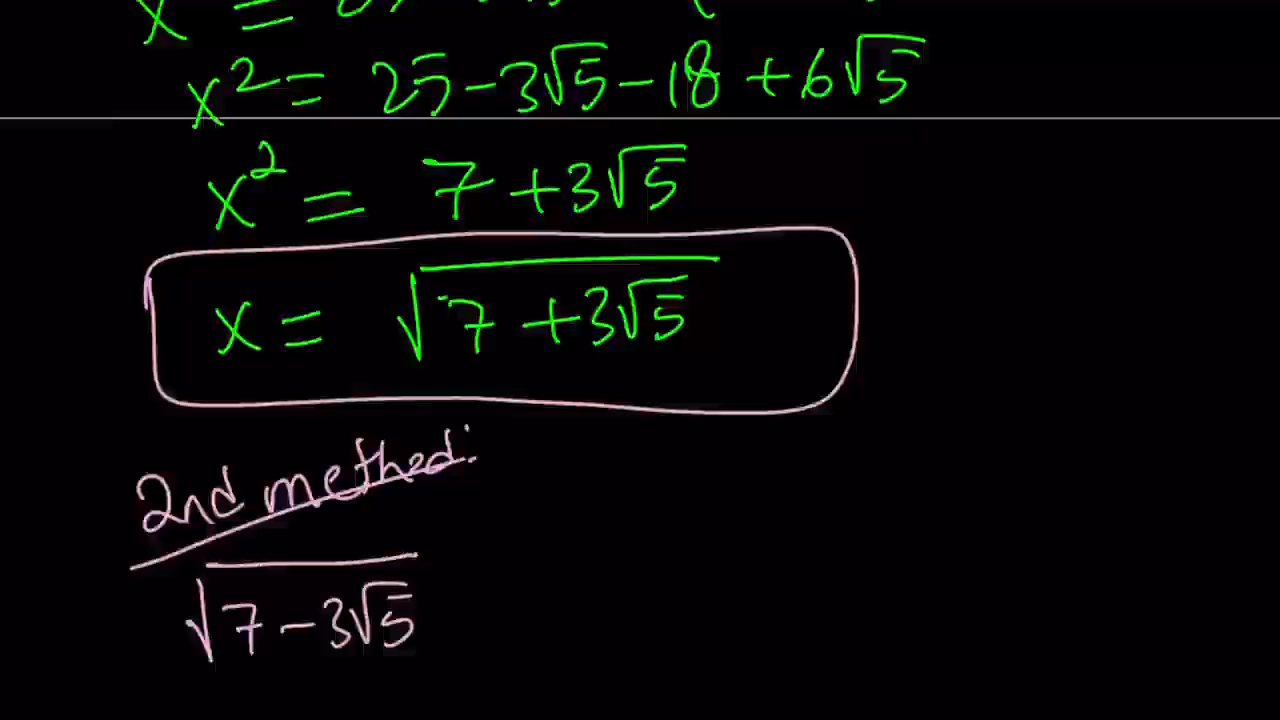 x² = 25 - 3√5 - 18 + 6√5
x² = 7 + 3√5
x = √(7 + 3√5)
2nd method:
√(7 - 3√5)